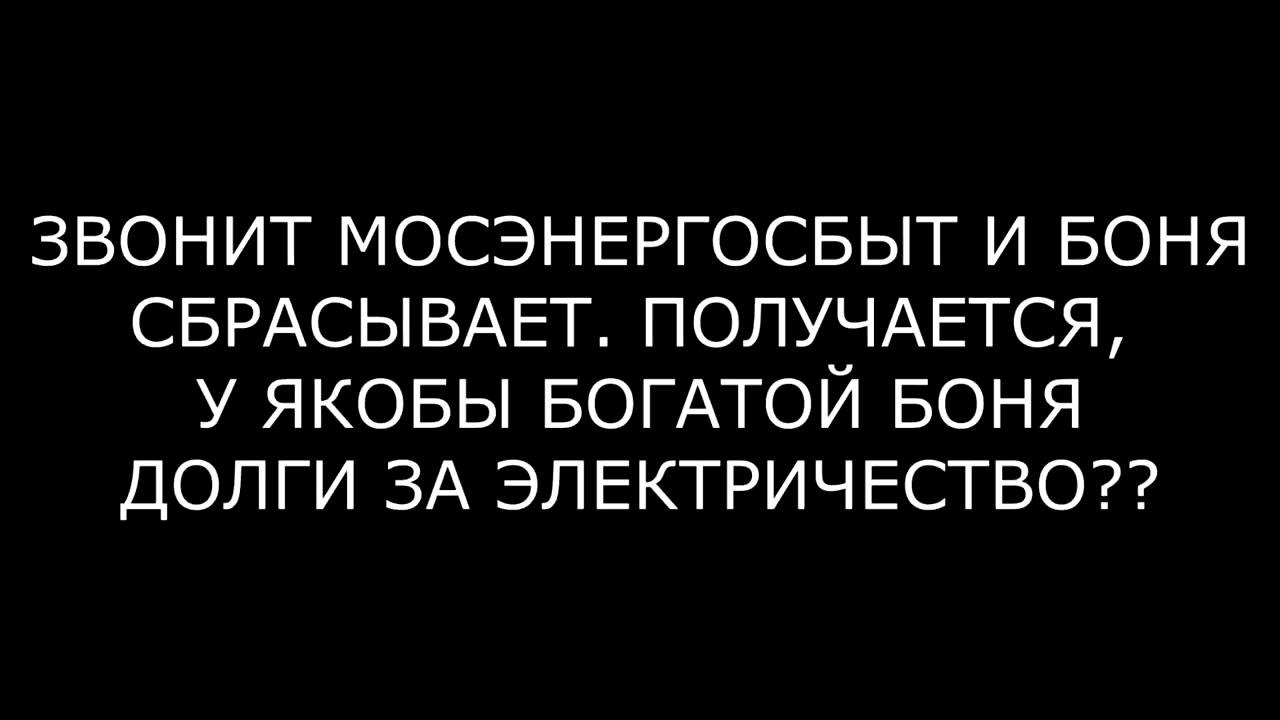 ЗВОНИТ МОСЭНЕРГОСБЫТ И БОНЯ
СБРАСЫВАЕТ. ПОЛУЧАЕТСЯ,
У ЯКОБЫ БОГАТОЙ БОНЯ
ДОЛГИ ЗА ЭЛЕКТРИЧЕСТВО??